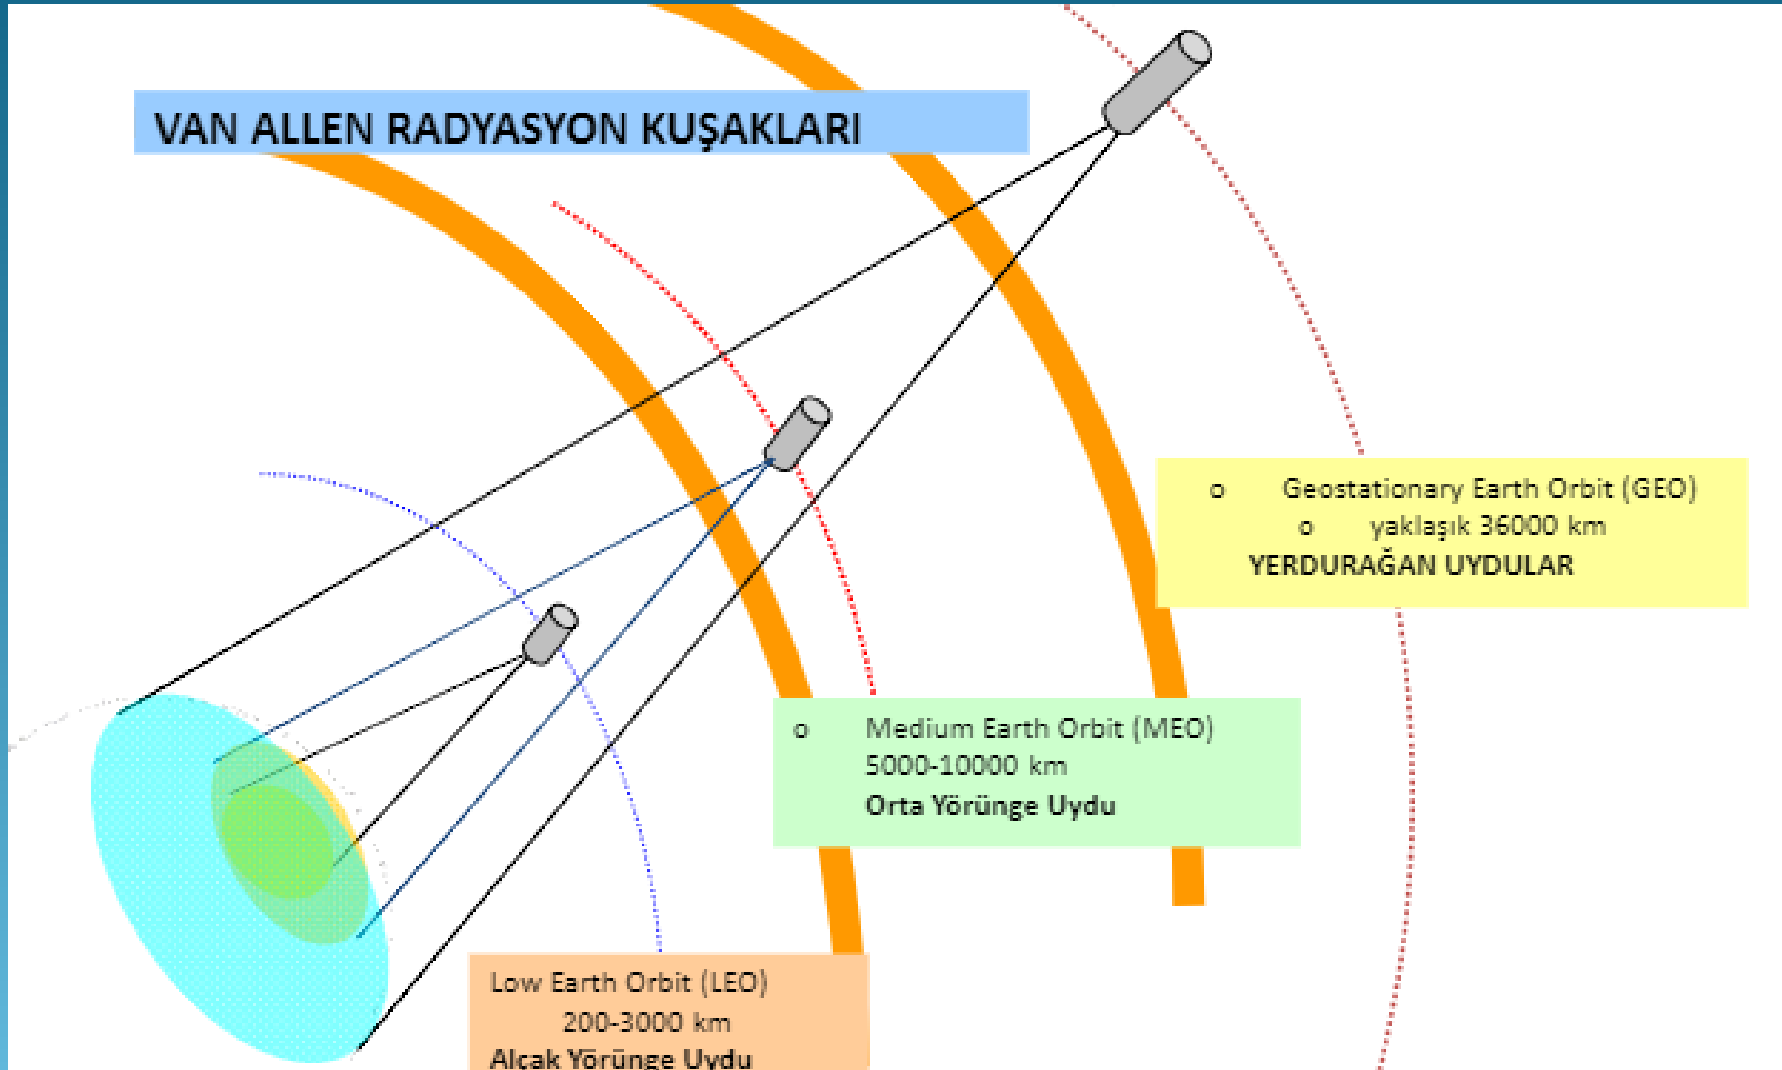 VAN ALLEN RADYASYON KUŞAKLARI
o Geostationary Earth Orbit (GEO)
o yaklaşık 36000 km
YERDURAĞAN UYDULAR
o Medium Earth Orbit (MEO)
5000-10000 km
Orta Yörünge Uydu
Low Earth Orbit (LEO)
200-3000 km
Alçak Yörünge Uydu